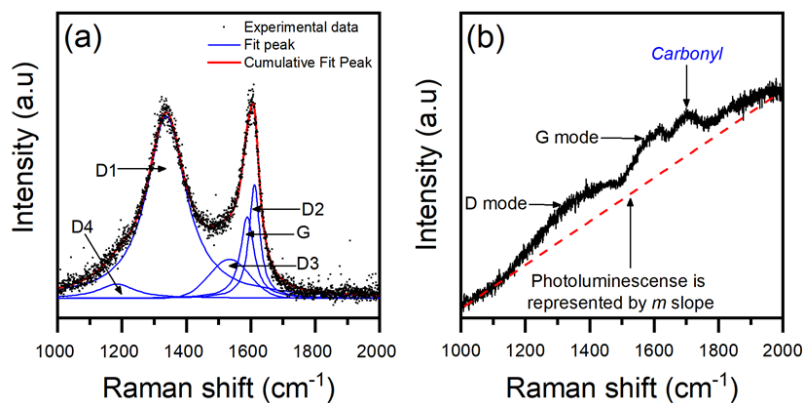 (a)
Experimental data
Fit peak
Cumulative Fit Peak
D1
D2
G
D4
D3
Intensity (a.u)
1000 1200 1400 1600 1800 2000
Raman shift (cm⁻¹)
(b)
Carbonyl
G mode
D mode
Photoluminescense is
represented by m slope
Intensity (a.u)
1000 1200 1400 1600 1800 2000
Raman shift (cm⁻¹)